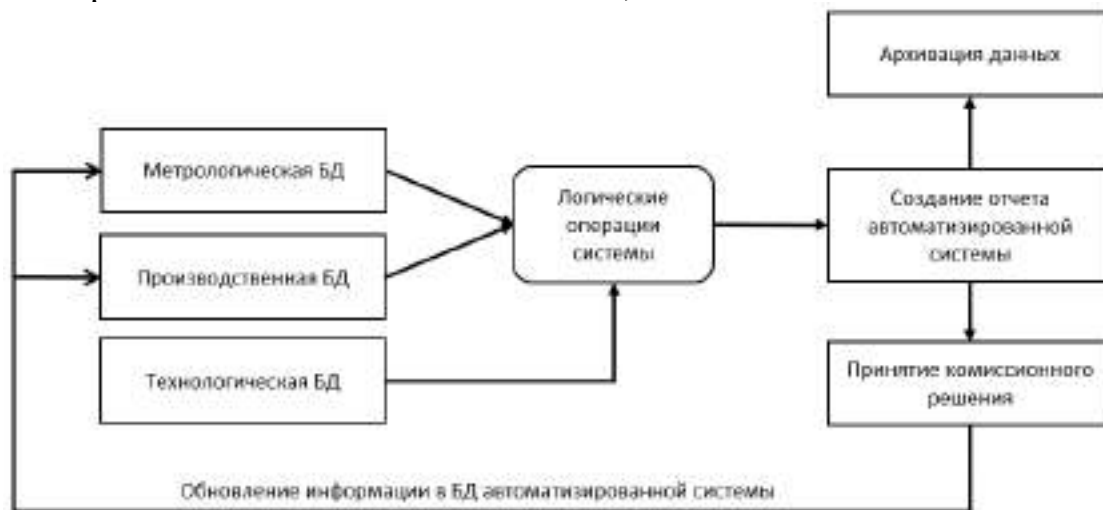 Архивация данных
Метрологическая БД
Логические
операции
системы
Создание отчета
автоматизированной
системы
Производственная БД
Технологическая БД
Принятие комиссионного
решения
Обновление информации в БД автоматизированной системы